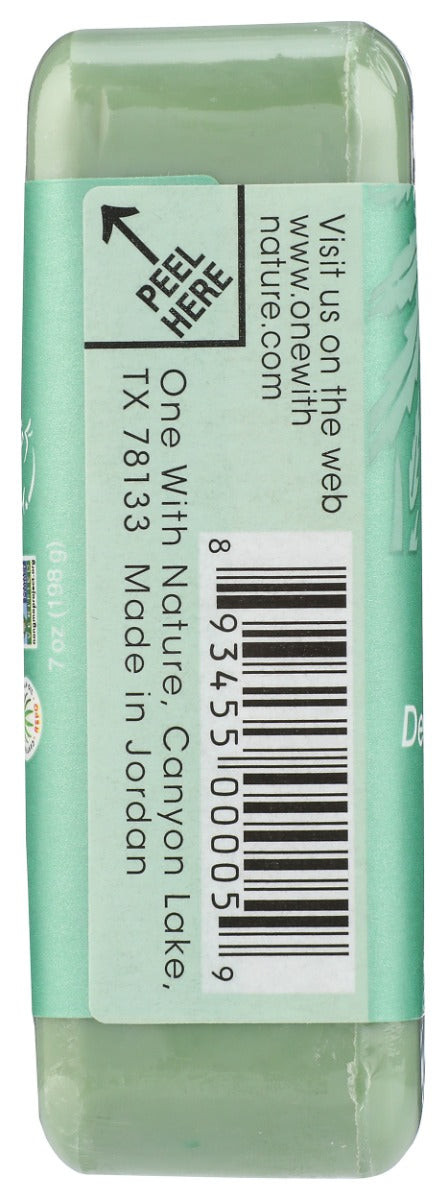 PEEL
HERE
Visit us on the web
www.onewith
nature.com
One With Nature, Canyon Lake,
TX 78133 Made in Jordan
8 93455 00005 9
7 oz (198 g)
De